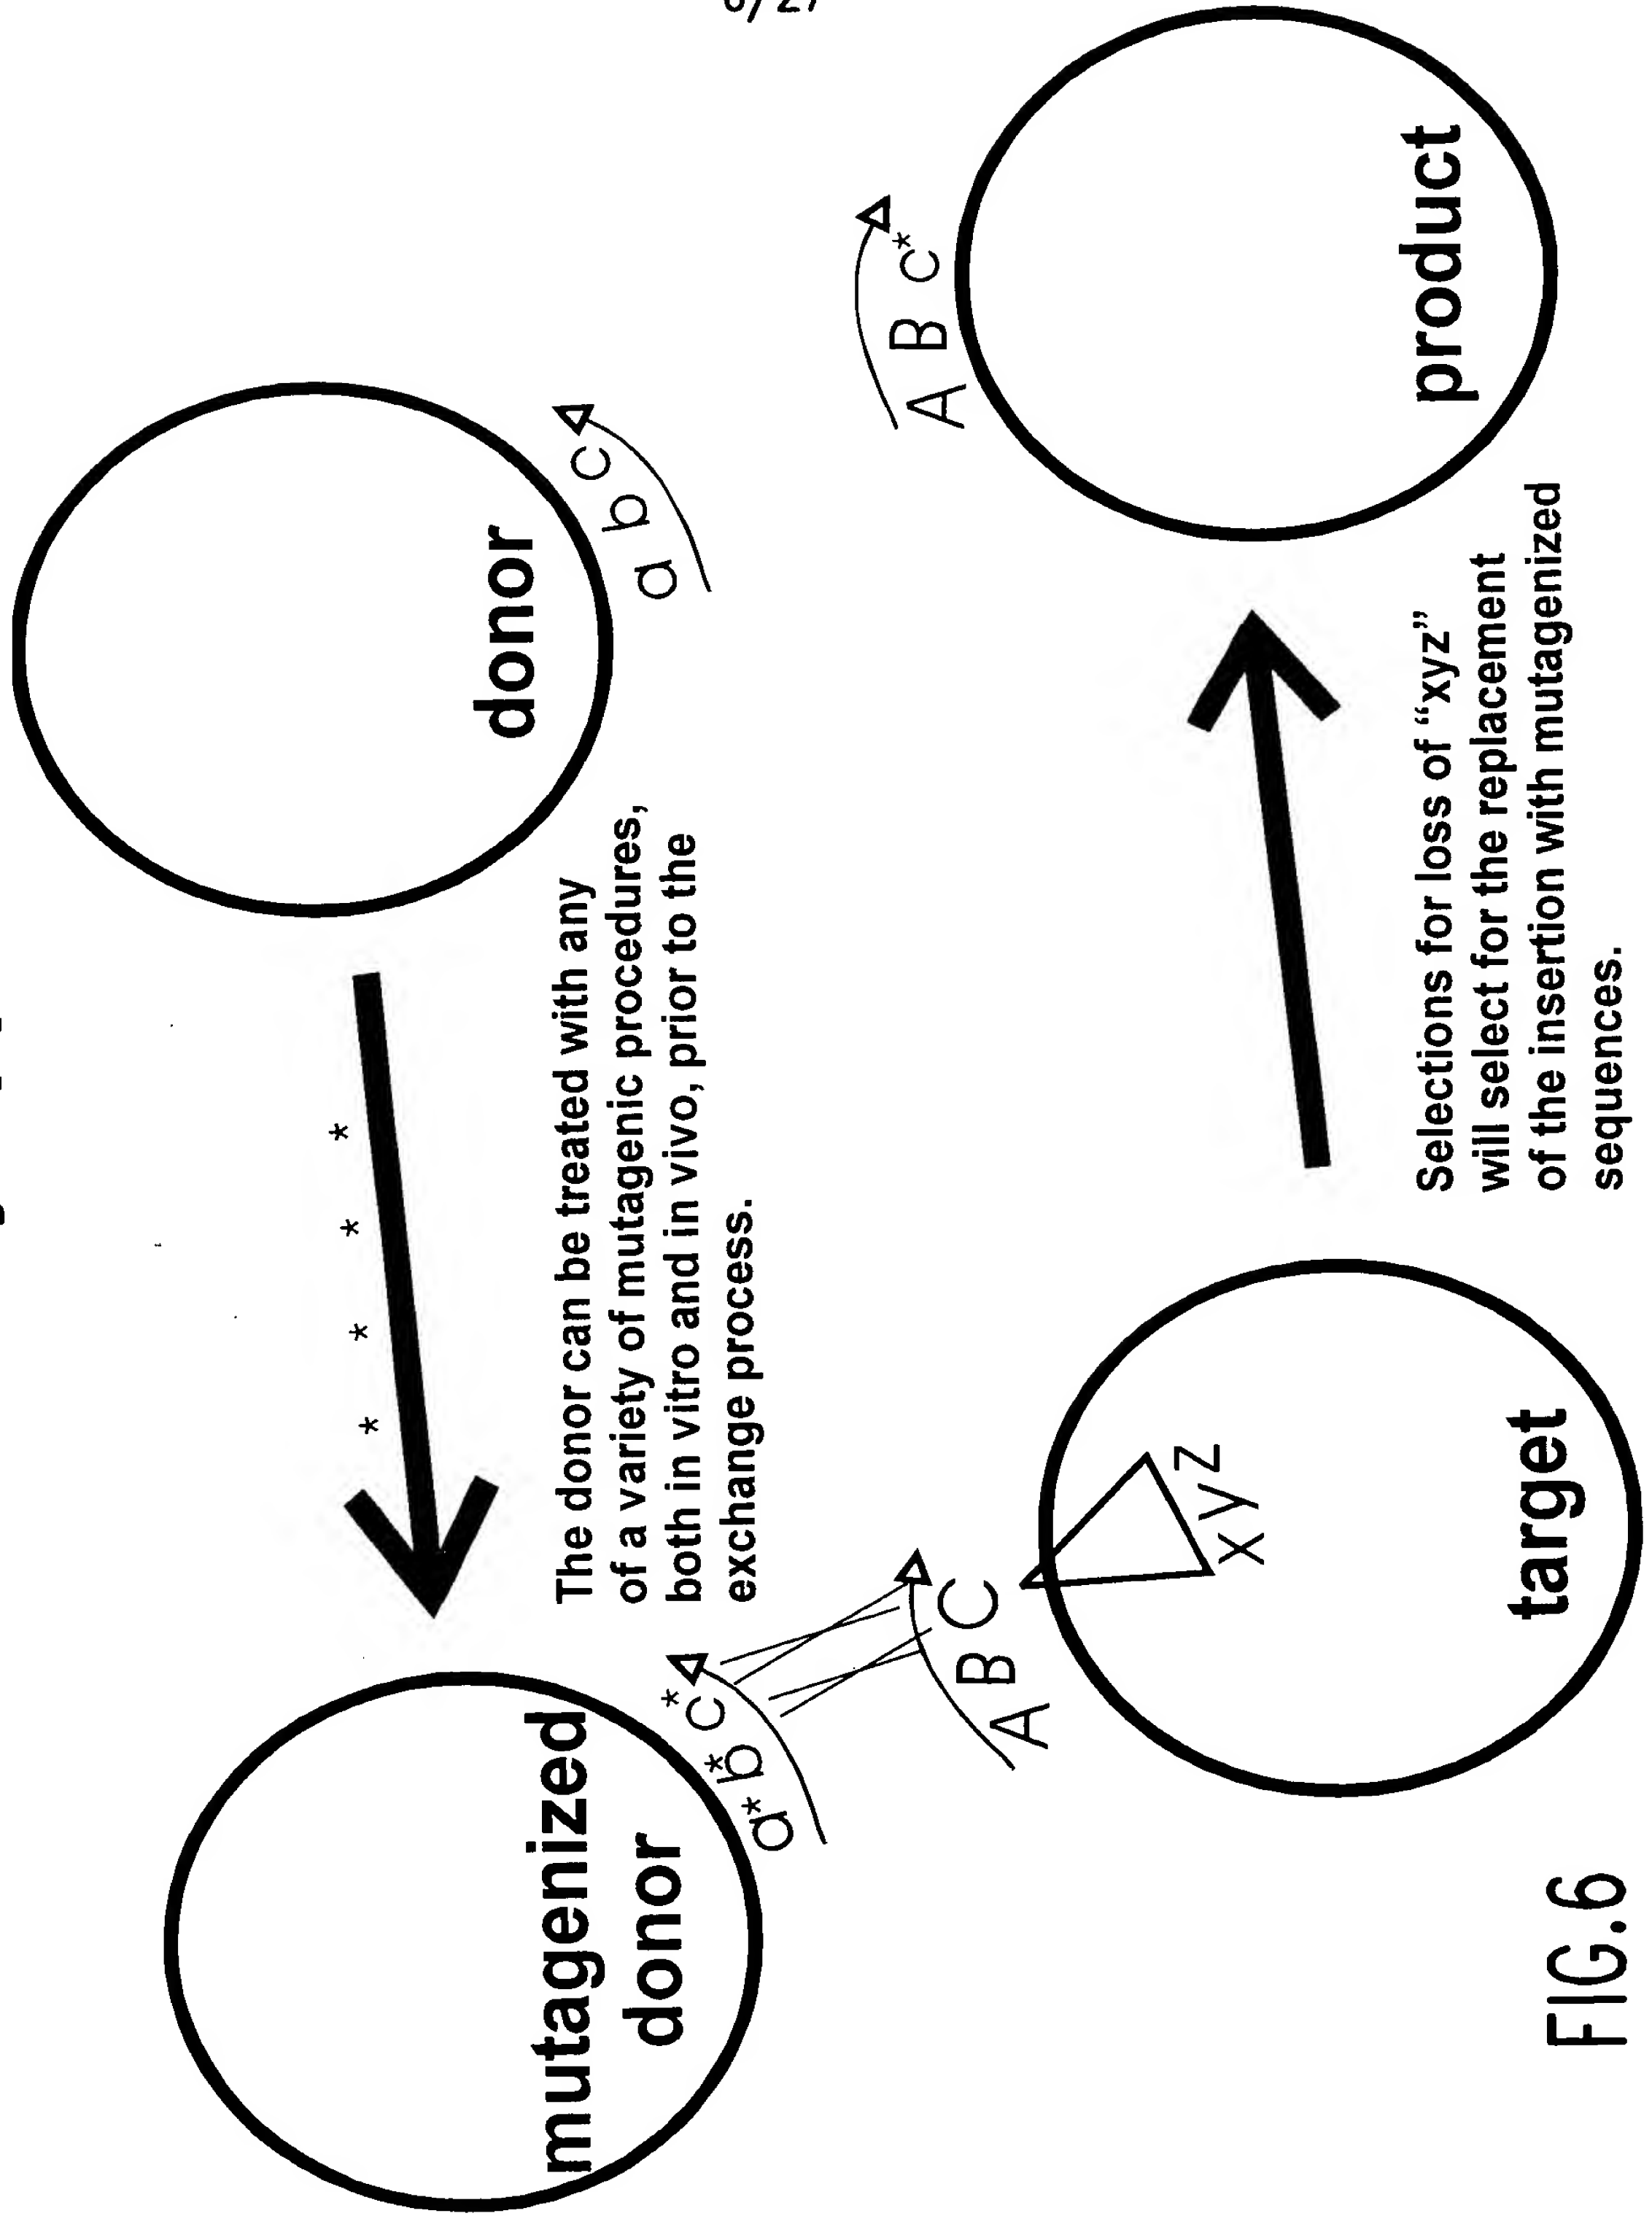 6/27
donor
a b c
* * * *
mutagenized
donor
a* b* c*
The donor can be treated with any
of a variety of mutagenic procedures,
both in vitro and in vivo, prior to the
exchange process.
A B C
x y z
target
A B c*
product
Selections for loss of “xyz”
will select for the replacement
of the insertion with mutagenized
sequences.
FIG.6